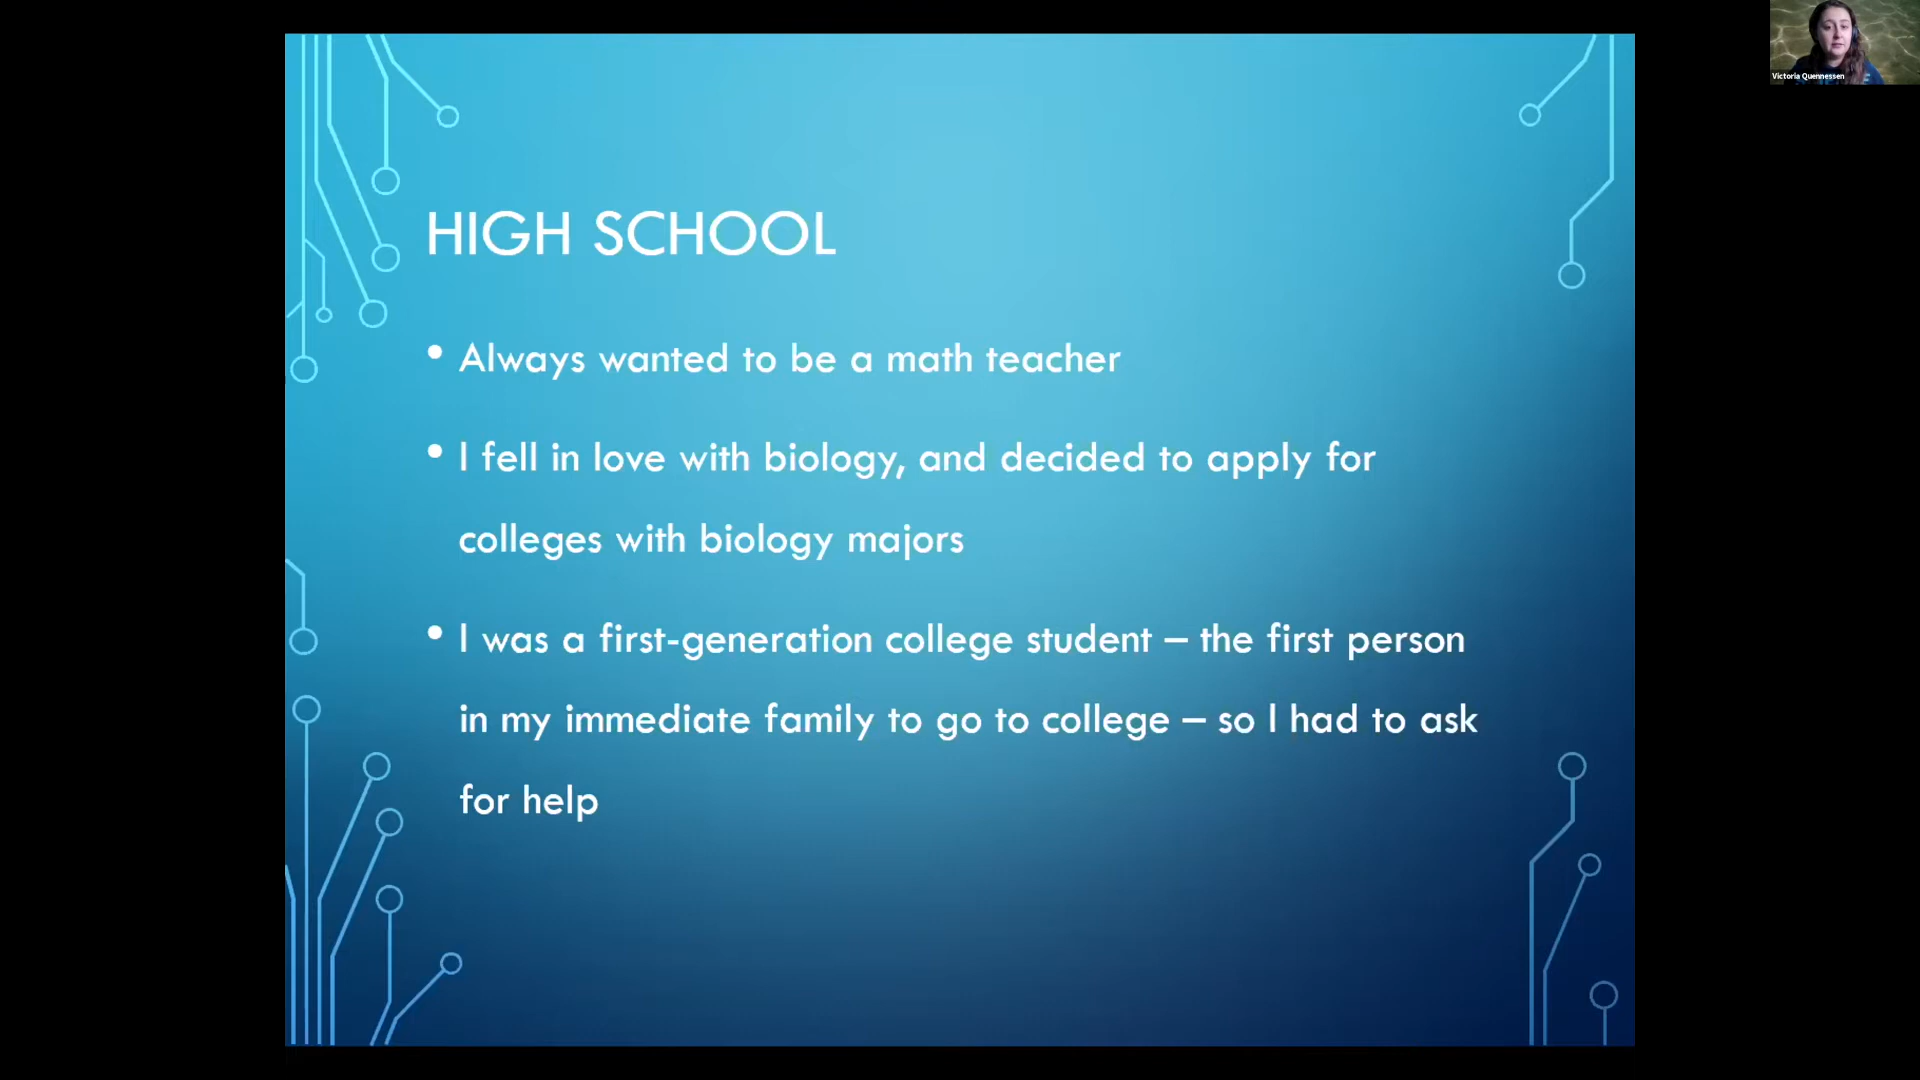 HIGH SCHOOL
• Always wanted to be a math teacher
• I fell in love with biology, and decided to apply for
colleges with biology majors
• I was a first-generation college student – the first person
in my immediate family to go to college – so I had to ask
for help
Victoria Quennessen